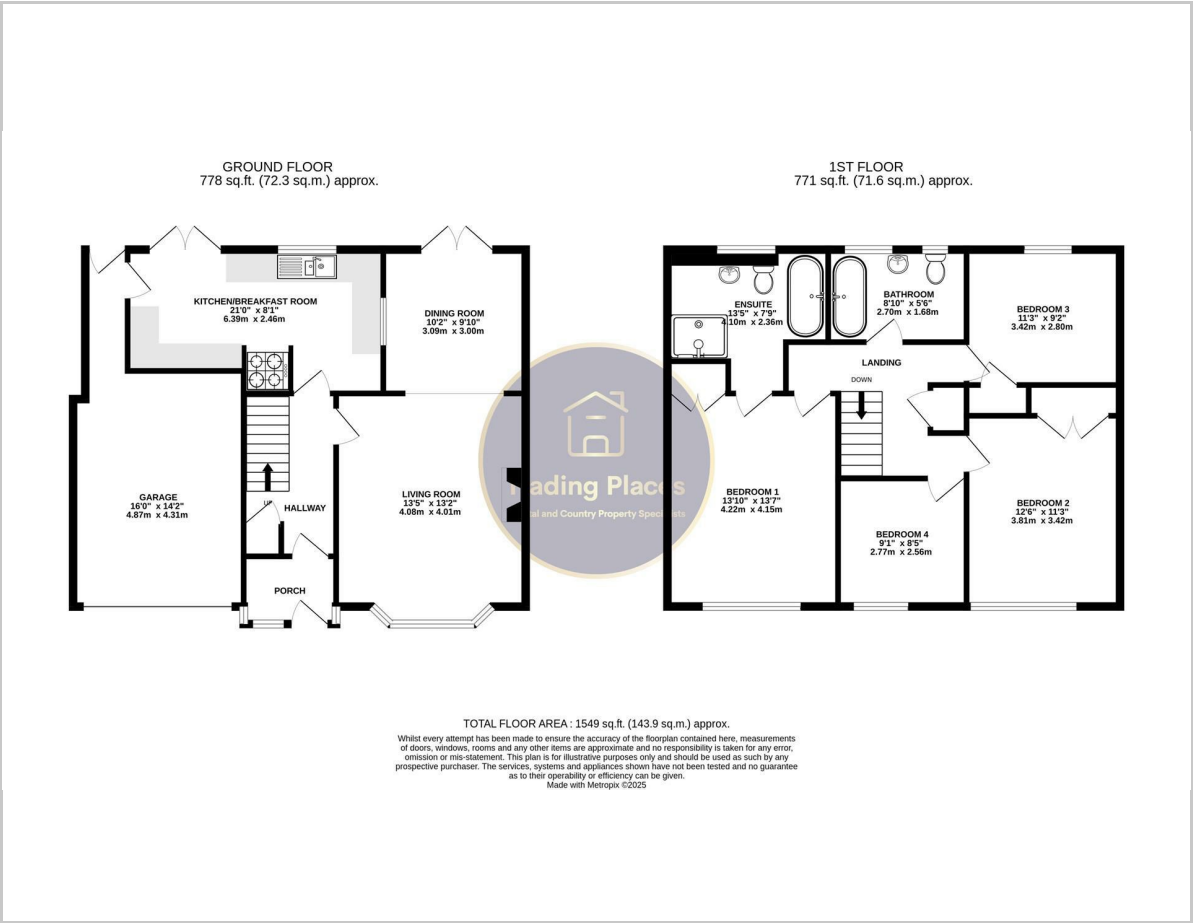 GROUND FLOOR
778 sq.ft. (72.3 sq.m.) approx.
1ST FLOOR
771 sq.ft. (71.6 sq.m.) approx.
KITCHEN/BREAKFAST ROOM
21'0" x 8'1"
6.39m x 2.46m
DINING ROOM
10'2" x 9'10"
3.09m x 3.00m
GARAGE
16'0" x 14'2"
4.87m x 4.31m
UP
HALLWAY
LIVING ROOM
13'5" x 13'2"
4.08m x 4.01m
PORCH
ENSUITE
13'5" x 7'9"
4.10m x 2.36m
BATHROOM
8'10" x 5'6"
2.70m x 1.68m
BEDROOM 3
11'3" x 9'2"
3.42m x 2.80m
LANDING
DOWN
BEDROOM 1
13'10" x 13'7"
4.22m x 4.15m
BEDROOM 4
9'1" x 8'5"
2.77m x 2.56m
BEDROOM 2
12'6" x 11'3"
3.81m x 3.42m
Trading Places
and Country Property Specialists
TOTAL FLOOR AREA : 1549 sq.ft. (143.9 sq.m.) approx.
Whilst every attempt has been made to ensure the accuracy of the floorplan contained here, measurements
of doors, windows, rooms and any other items are approximate and no responsibility is taken for any error,
omission or mis-statement. This plan is for illustrative purposes only and should be used as such by any
prospective purchaser. The services, systems and appliances shown have not been tested and no guarantee
as to their operability or efficiency can be given.
Made with Metropix ©2025